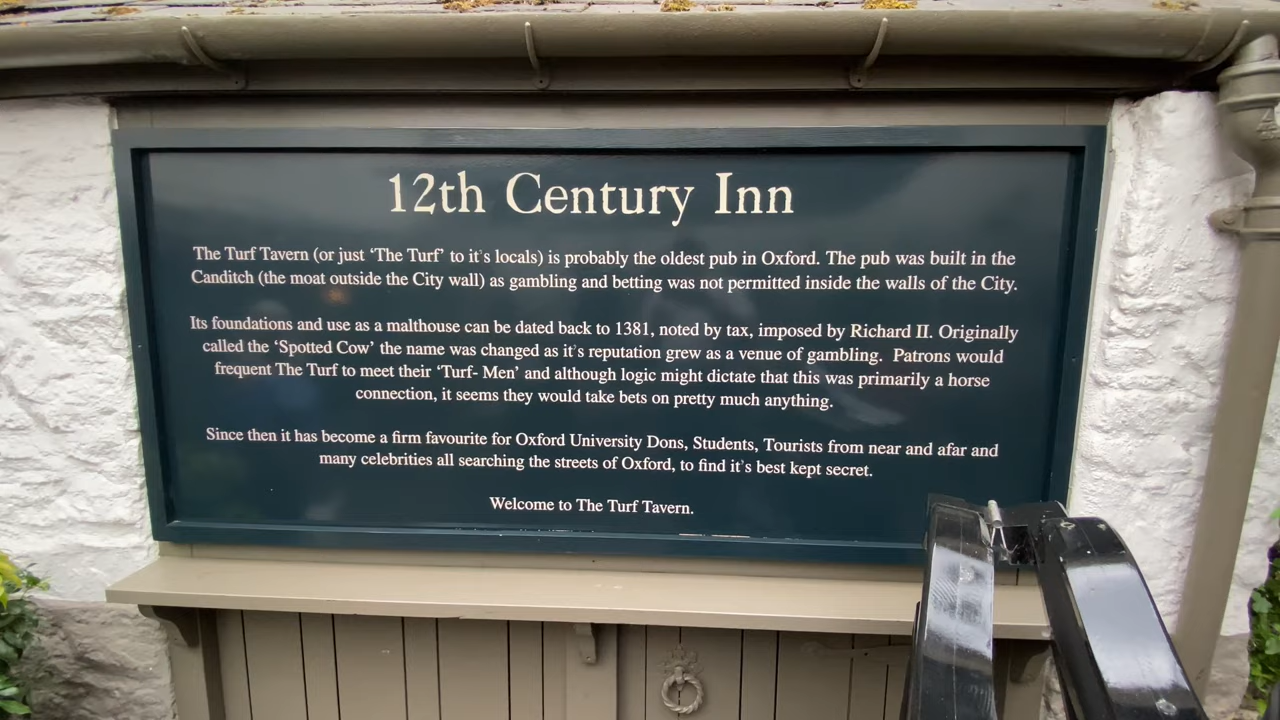 12th Century Inn
The Turf Tavern (or just ‘The Turf’ to it's locals) is probably the oldest pub in Oxford. The pub was built in the
Canditch (the moat outside the City wall) as gambling and betting was not permitted inside the walls of the City.
Its foundations and use as a malthouse can be dated back to 1381, noted by tax, imposed by Richard II. Originally
called the ‘Spotted Cow’ the name was changed as it's reputation grew as a venue of gambling. Patrons would
frequent The Turf to meet their ‘Turf- Men’ and although logic might dictate that this was primarily a horse
connection, it seems they would take bets on pretty much anything.
Since then it has become a firm favourite for Oxford University Dons, Students, Tourists from near and afar and
many celebrities all searching the streets of Oxford, to find it's best kept secret.
Welcome to The Turf Tavern.